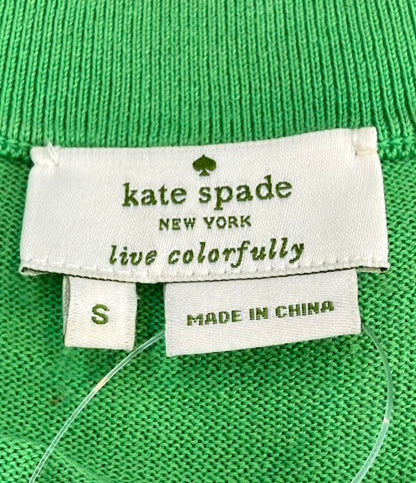 kate spade
NEW YORK
live colorfully
S
MADE IN CHINA